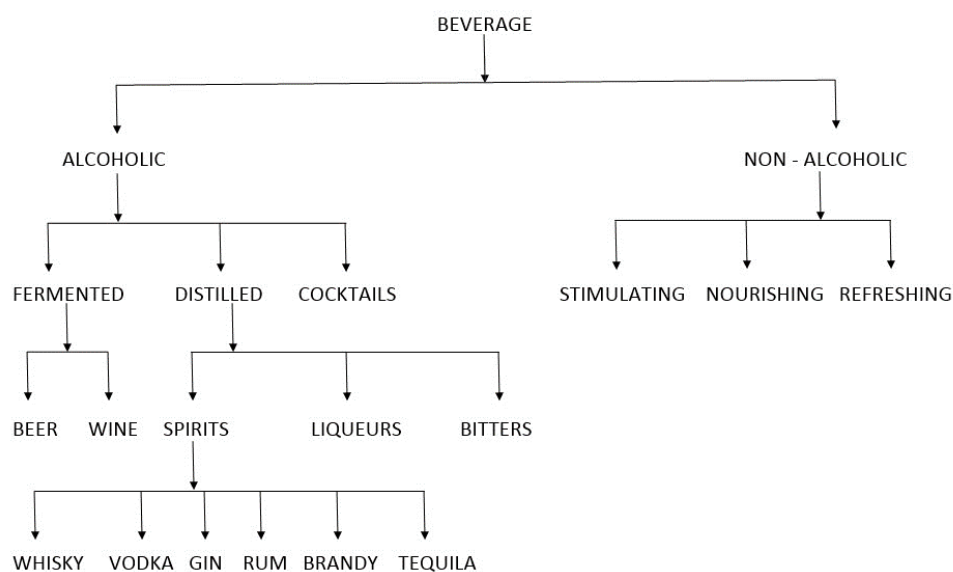 BEVERAGE
ALCOHOLIC NON - ALCOHOLIC
FERMENTED DISTILLED COCKTAILS STIMULATING NOURISHING REFRESHING
BEER WINE SPIRITS LIQUEURS BITTERS
WHISKY VODKA GIN RUM BRANDY TEQUILA